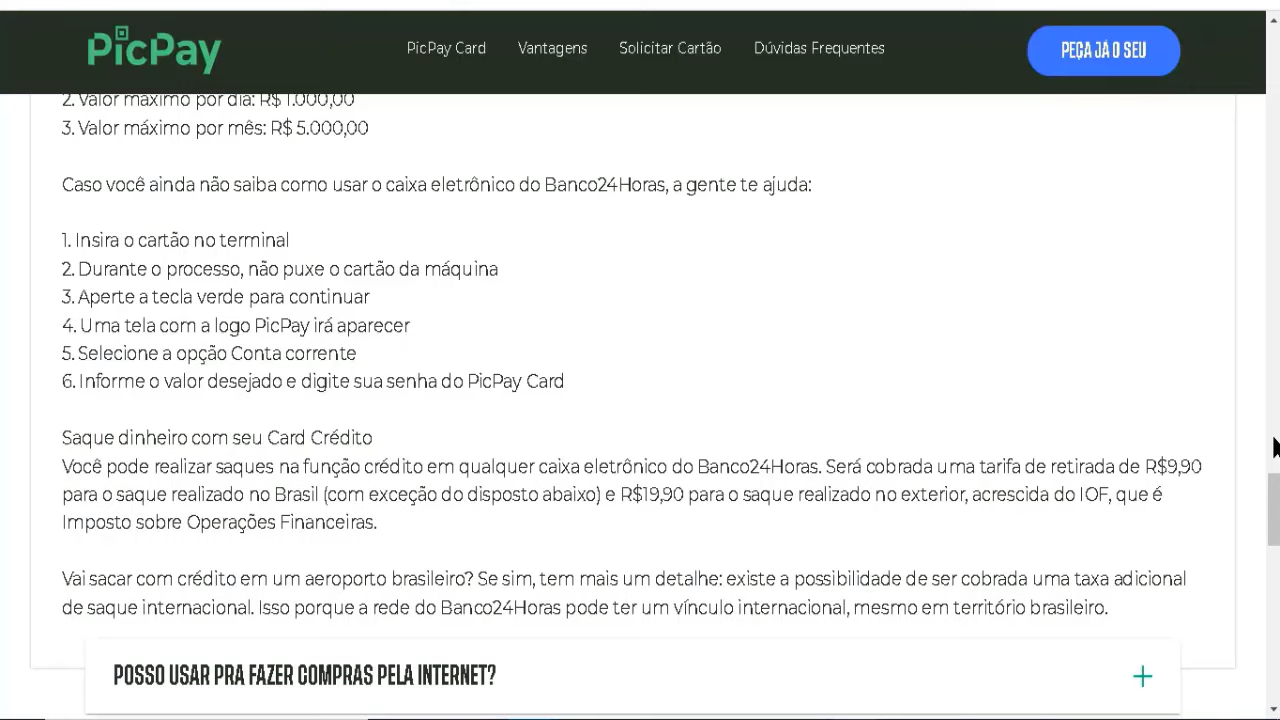 PicPay
PicPay Card
Vantagens
Solicitar Cartão
Dúvidas Frequentes
PEÇA JÁ O SEU
2. Valor máximo por dia: R$ 1.000,00
3. Valor máximo por mês: R$ 5.000,00
Caso você ainda não saiba como usar o caixa eletrônico do Banco24Horas, a gente te ajuda:
1. Insira o cartão no terminal
2. Durante o processo, não puxe o cartão da máquina
3. Aperte a tecla verde para continuar
4. Uma tela com a logo PicPay irá aparecer
5. Selecione a opção Conta corrente
6. Informe o valor desejado e digite sua senha do PicPay Card
Saque dinheiro com seu Card Crédito
Você pode realizar saques na função crédito em qualquer caixa eletrônico do Banco24Horas. Será cobrada uma tarifa de retirada de R$9,90
para o saque realizado no Brasil (com exceção do disposto abaixo) e R$19,90 para o saque realizado no exterior, acrescida do IOF, que é
Imposto sobre Operações Financeiras.
Vai sacar com crédito em um aeroporto brasileiro? Se sim, tem mais um detalhe: existe a possibilidade de ser cobrada uma taxa adicional
de saque internacional. Isso porque a rede do Banco24Horas pode ter um vínculo internacional, mesmo em território brasileiro.
POSSO USAR PRA FAZER COMPRAS PELA INTERNET?